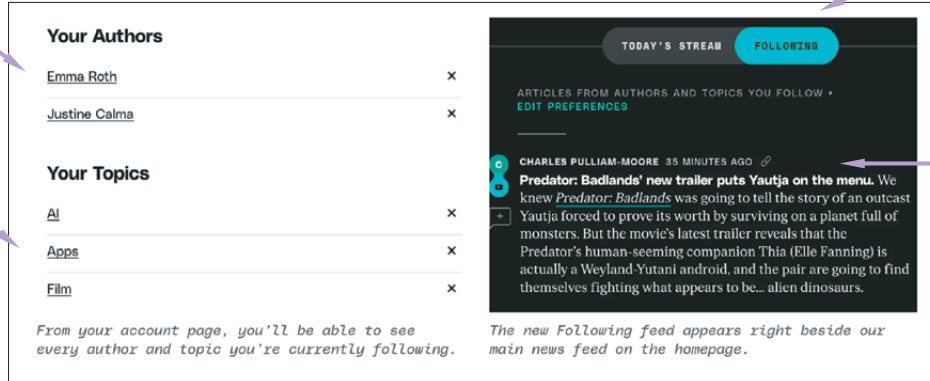 Your Authors
Emma Roth ×
Justine Calma ×
Your Topics
AI ×
Apps ×
Film ×
From your account page, you'll be able to see
every author and topic you're currently following.
TODAY'S STREAM FOLLOWING
ARTICLES FROM AUTHORS AND TOPICS YOU FOLLOW •
EDIT PREFERENCES
CHARLES PULLIAM-MOORE 35 MINUTES AGO
Predator: Badlands' new trailer puts Yautja on the menu. We
knew Predator: Badlands was going to tell the story of an outcast
Yautja forced to prove its worth by surviving on a planet full of
monsters. But the movie's latest trailer reveals that the
Predator's human-seeming companion Thia (Elle Fanning) is
actually a Weyland-Yutani android, and the pair are going to find
themselves fighting what appears to be... alien dinosaurs.
The new Following feed appears right beside our
main news feed on the homepage.